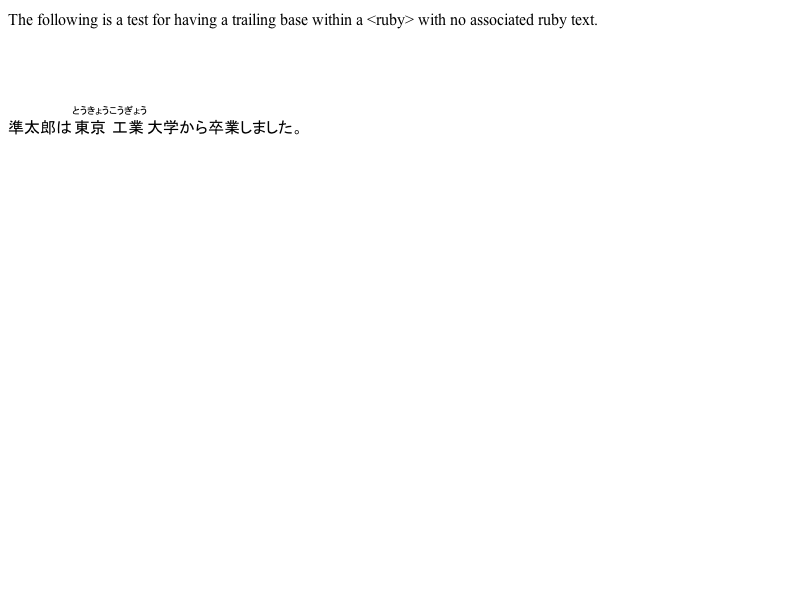 The following is a test for having a trailing base within a <ruby> with no associated ruby text.
とうきょうこうぎょう
準太郎は東京 工業大学から卒業しました。